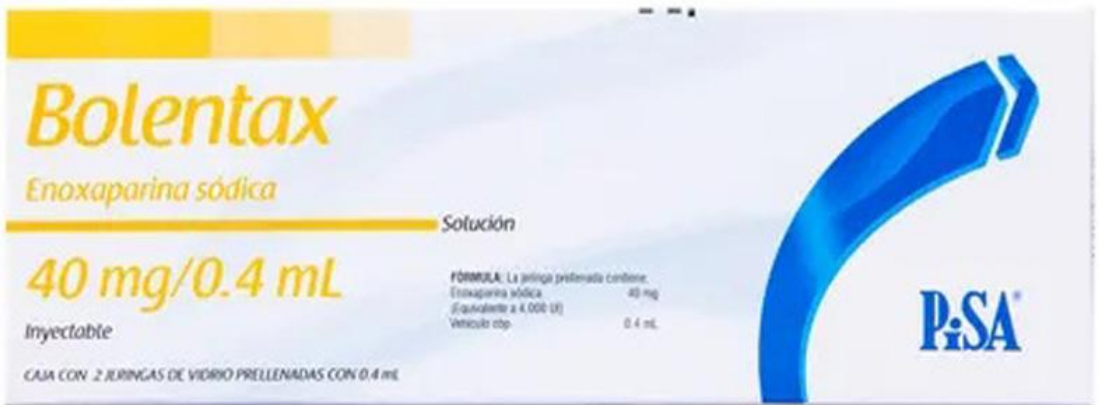 Bolentax
Enoxaparina sódica
Solución
40 mg/0.4 mL
Inyectable
CAJA CON 2 JERINGAS DE VIDRIO PRELLENADAS CON 0.4 mL
FÓRMULA: La jeringa prellenada contiene:
Enoxaparina sódica 40 mg
(Equivalente a 4,000 UI)
Vehículo cbp 0.4 mL
PiSA®